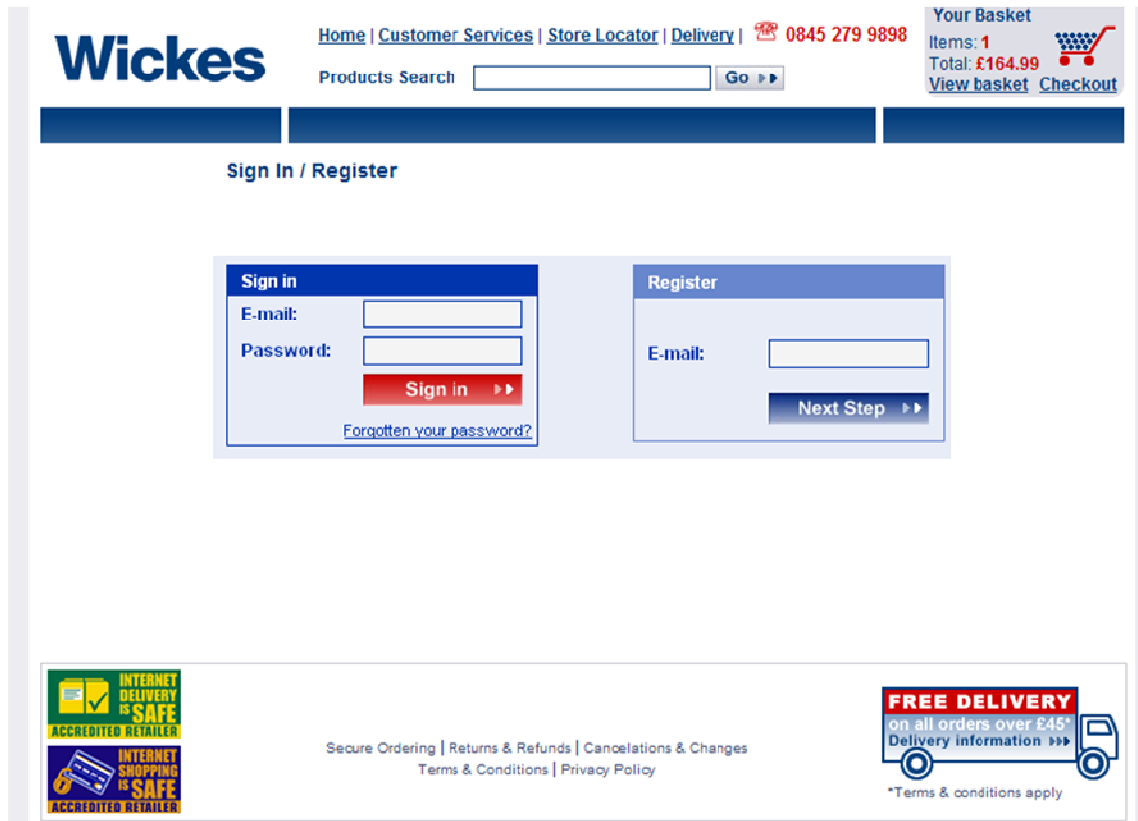 Wickes
Home | Customer Services | Store Locator | Delivery | 0845 279 9898
Products Search
Go
Your Basket
Items: 1
Total: £164.99
View basket Checkout
Sign In / Register
Sign in
E-mail:
Password:
Sign in
Forgotten your password?
Register
E-mail:
Next Step
INTERNET
DELIVERY
IS SAFE
ACCREDITED RETAILER
INTERNET
SHOPPING
IS SAFE
ACCREDITED RETAILER
Secure Ordering | Returns & Refunds | Cancelations & Changes
Terms & Conditions | Privacy Policy
FREE DELIVERY
on all orders over £45*
Delivery information
*Terms & conditions apply